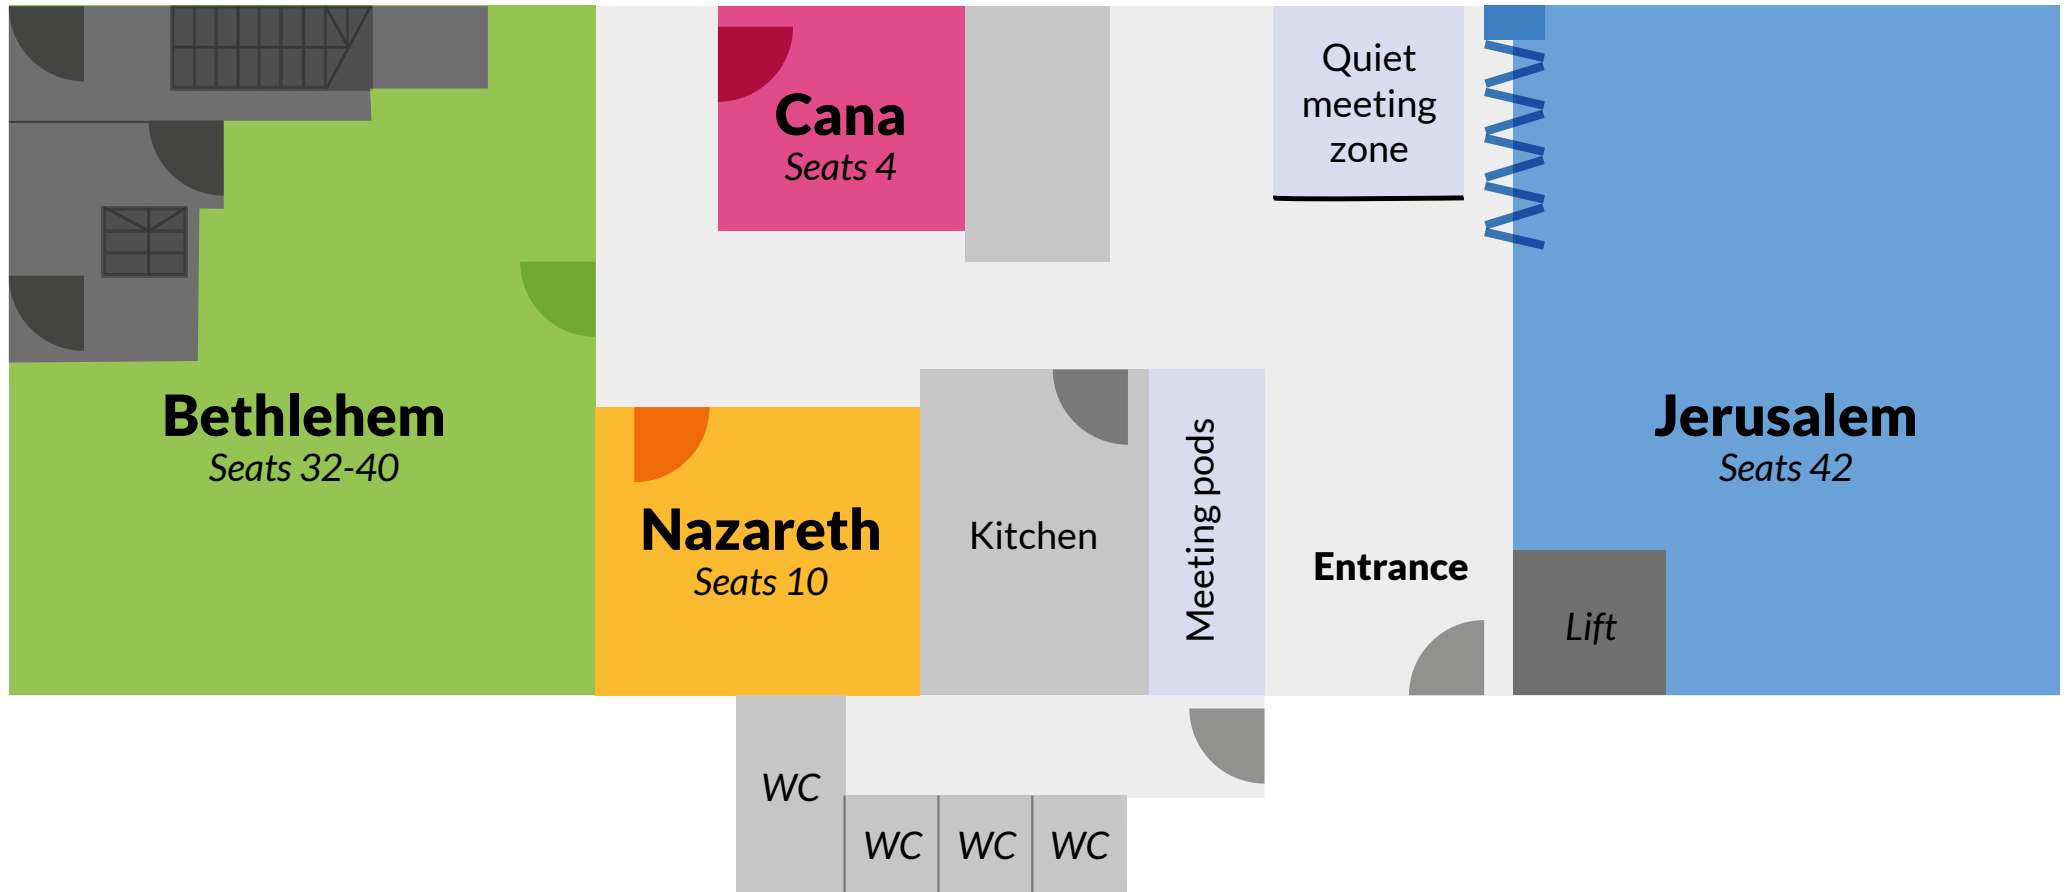 Cana
Seats 4
Quiet
meeting
zone
Bethlehem
Seats 32-40
Nazareth
Seats 10
Kitchen
Meeting pods
Entrance
Jerusalem
Seats 42
Lift
WC
WC
WC
WC